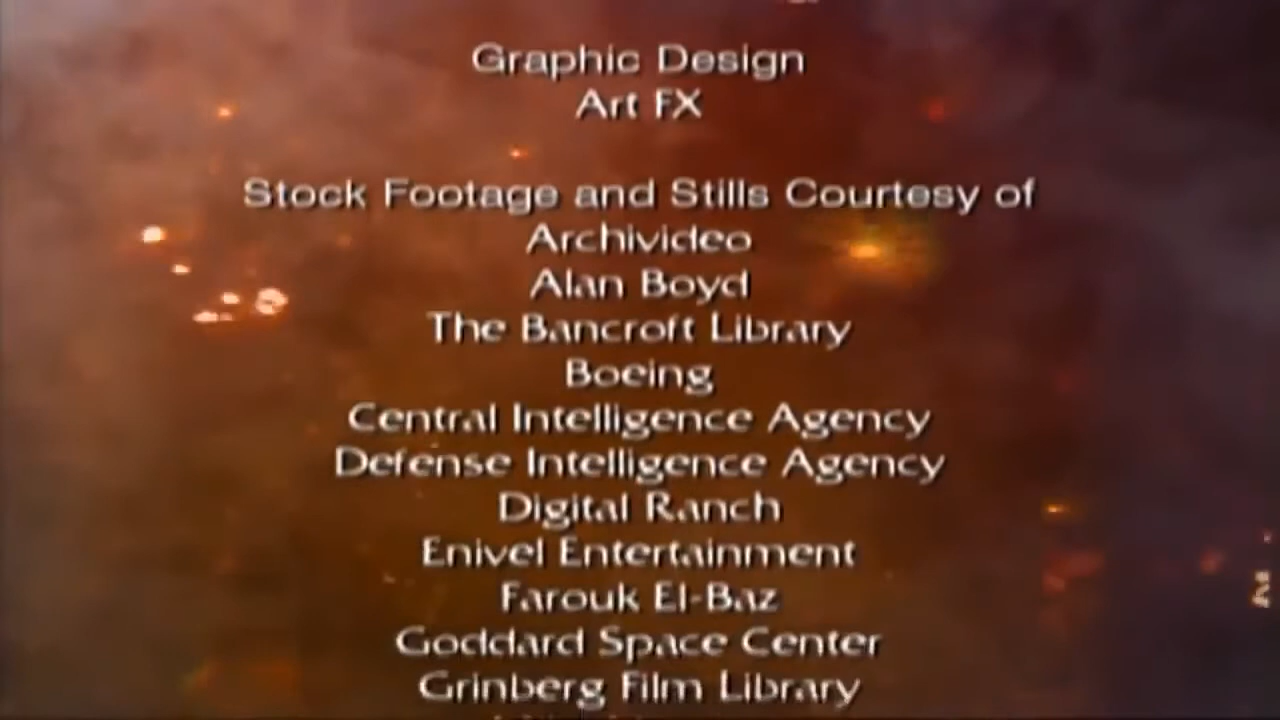 Graphic Design
Art FX
Stock Footage and Stills Courtesy of
Archivideo
Alan Boyd
The Bancroft Library
Boeing
Central Intelligence Agency
Defense Intelligence Agency
Digital Ranch
Enivel Entertainment
Farouk El-Baz
Goddard Space Center
Grinberg Film Library